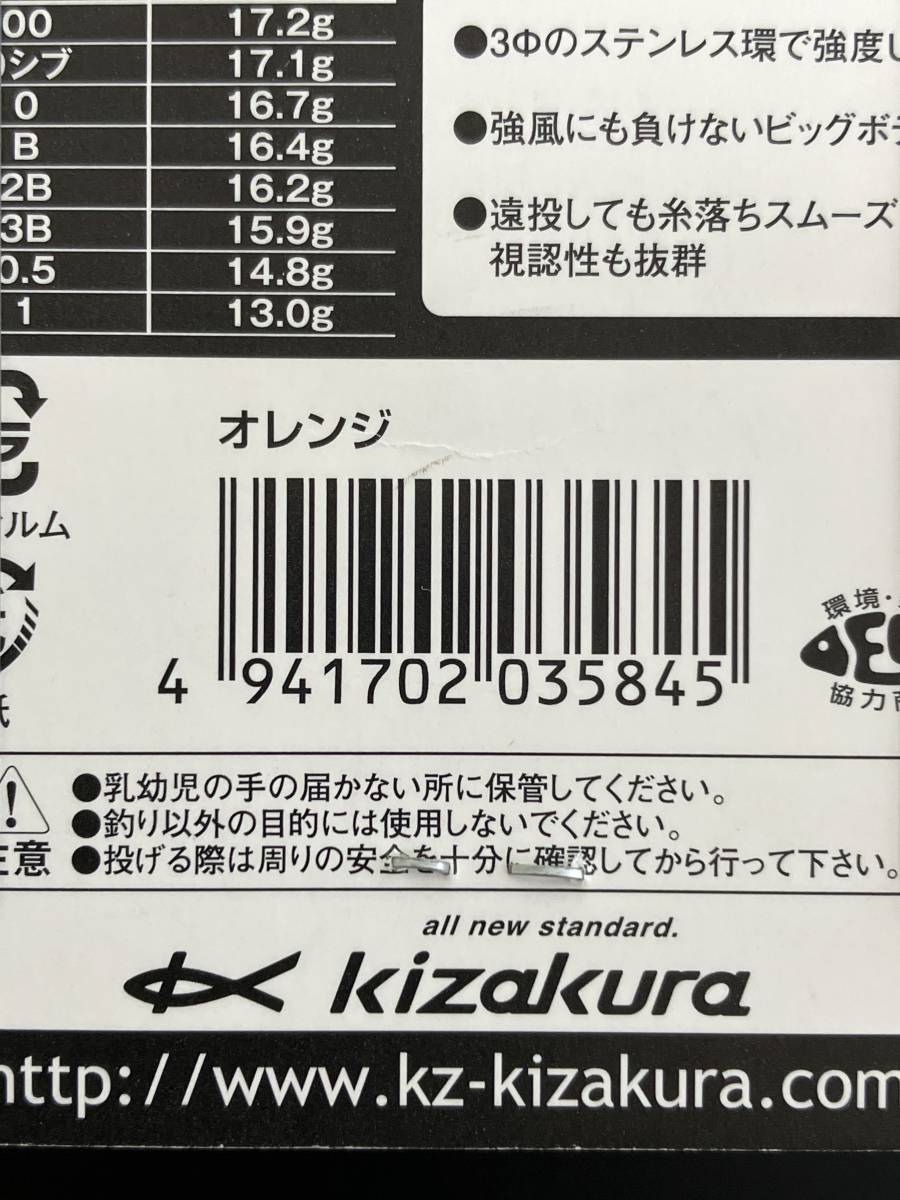 00 17.2g
シブ 17.1g
0 16.7g
B 16.4g
2B 16.2g
3B 15.9g
0.5 14.8g
1 13.0g
●3Φのステンレス環で強度
●強風にも負けないビッグボデ
●遠投しても糸落ちスムーズ
視認性も抜群
オレンジ
4 941702 035845
ルム
紙
環境・
協力商
注意
●乳幼児の手の届かない所に保管してください。
●釣り以外の目的には使用しないでください。
●投げる際は周りの安全を十分に確認してから行って下さい。
all new standard.
kizakura
http://www.kz-kizakura.com